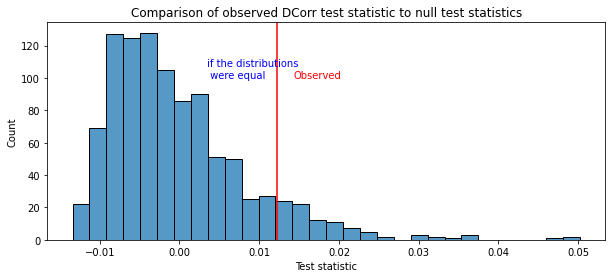 Comparison of observed DCorr test statistic to null test statistics
120
100
80
60
40
20
0
Count
if the distributions
were equal
Observed
−0.01
0.00
0.01
0.02
0.03
0.04
0.05
Test statistic